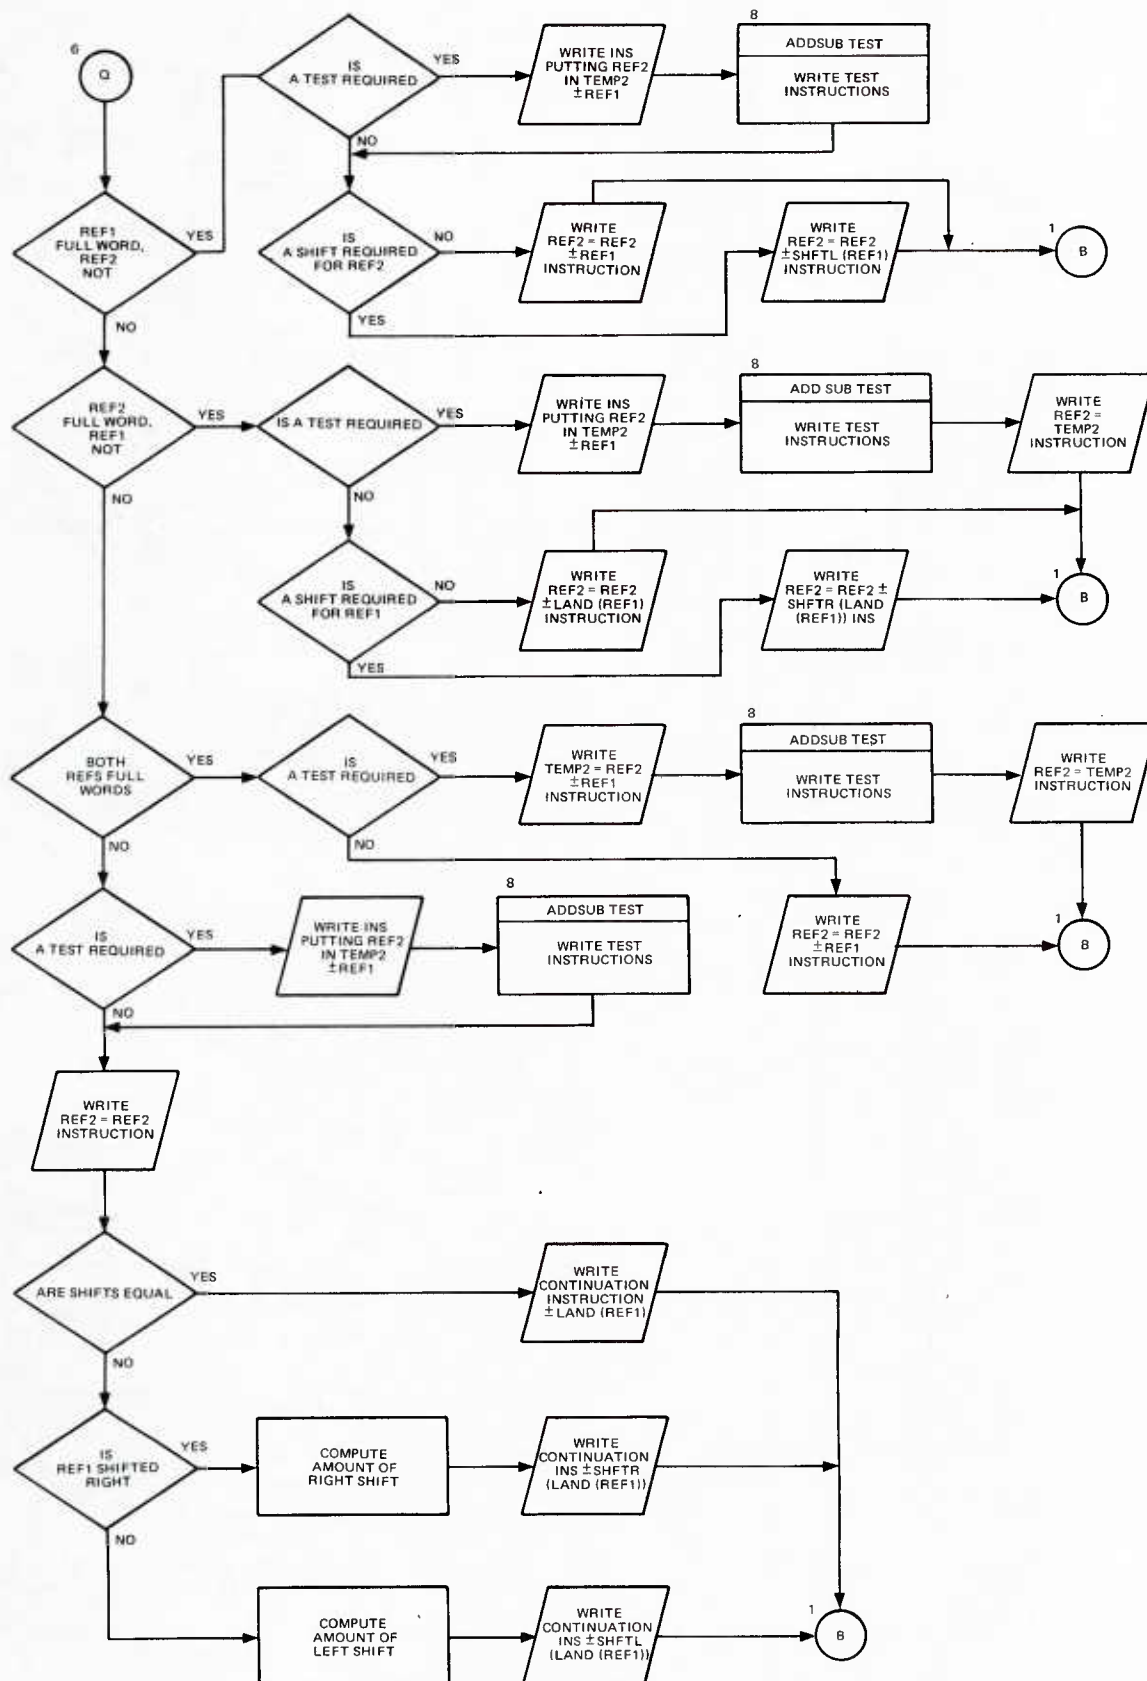 6
Q
IS
A TEST REQUIRED
YES
NO
WRITE INS
PUTTING REF2
IN TEMP2
±REF1
8
ADDSUB TEST
WRITE TEST
INSTRUCTIONS
REF1
FULL WORD,
REF2
NOT
YES
NO
IS
A SHIFT REQUIRED
FOR REF2
NO
YES
WRITE
REF2 = REF2
±REF1
INSTRUCTION
WRITE
REF2 = REF2
±SHFTL (REF1)
INSTRUCTION
1
B
REF2
FULL WORD,
REF1
NOT
YES
NO
IS A TEST REQUIRED
YES
NO
WRITE INS
PUTTING REF2
IN TEMP2
±REF1
8
ADD SUB TEST
WRITE TEST
INSTRUCTIONS
WRITE
REF2 =
TEMP2
INSTRUCTION
IS
A SHIFT REQUIRED
FOR REF1
NO
YES
WRITE
REF2 = REF2
±LAND (REF1)
INSTRUCTION
WRITE
REF2 = REF2 ±
SHFTR (LAND
(REF1)) INS
1
B
BOTH
REFS FULL
WORDS
YES
NO
IS
A TEST REQUIRED
YES
NO
WRITE
TEMP2 = REF2
±REF1
INSTRUCTION
8
ADDSUB TEST
WRITE TEST
INSTRUCTIONS
WRITE
REF2 = TEMP2
INSTRUCTION
IS
A TEST REQUIRED
YES
NO
WRITE INS
PUTTING REF2
IN TEMP2
±REF1
8
ADDSUB TEST
WRITE TEST
INSTRUCTIONS
WRITE
REF2 = REF2
±REF1
INSTRUCTION
1
B
WRITE
REF2 = REF2
INSTRUCTION
ARE SHIFTS EQUAL
YES
NO
WRITE
CONTINUATION
INSTRUCTION
±LAND (REF1)
IS
REF1 SHIFTED
RIGHT
YES
NO
COMPUTE
AMOUNT OF
RIGHT SHIFT
WRITE
CONTINUATION
INS ±SHFTR
(LAND (REF1))
COMPUTE
AMOUNT OF
LEFT SHIFT
WRITE
CONTINUATION
INS ±SHFTL
(LAND (REF1))
1
B